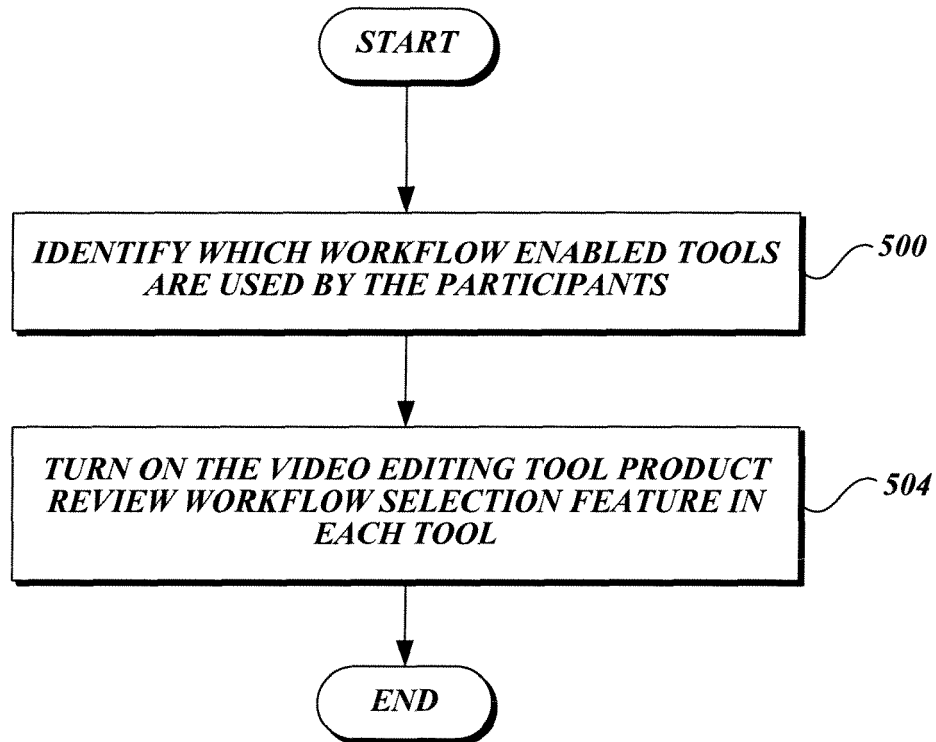 START
IDENTIFY WHICH WORKFLOW ENABLED TOOLS
ARE USED BY THE PARTICIPANTS
500
TURN ON THE VIDEO EDITING TOOL PRODUCT
REVIEW WORKFLOW SELECTION FEATURE IN
EACH TOOL
504
END